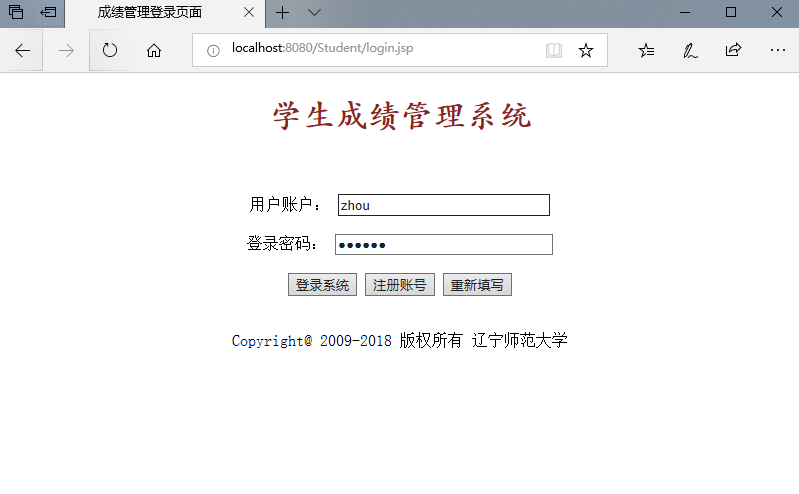 成绩管理登录页面
localhost:8080/Student/login.jsp
学生成绩管理系统
用户账户： zhou
登录密码： ●●●●●●
登录系统 注册账号 重新填写
Copyright@ 2009-2018 版权所有 辽宁师范大学